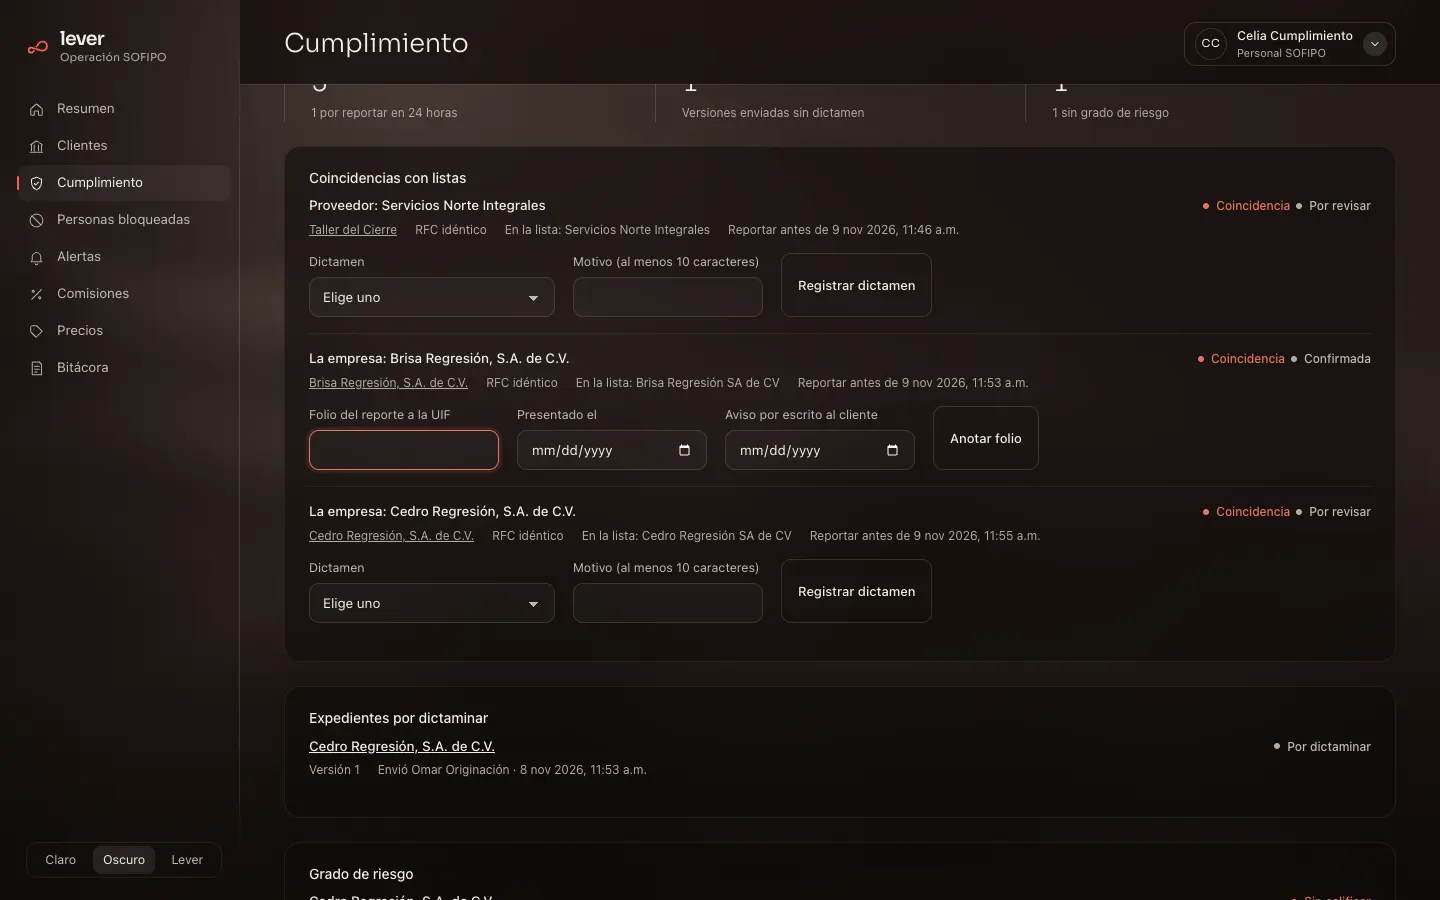 lever
Operación SOFIPO
Resumen
Clientes
Cumplimiento
Personas bloqueadas
Alertas
Comisiones
Precios
Bitácora
Claro
Oscuro
Lever
Cumplimiento
CC
Celia Cumplimiento
Personal SOFIPO
1 por reportar en 24 horas
Versiones enviadas sin dictamen
1 sin grado de riesgo
Coincidencias con listas
Proveedor: Servicios Norte Integrales
Coincidencia Por revisar
Taller del Cierre RFC idéntico En la lista: Servicios Norte Integrales Reportar antes de 9 nov 2026, 11:46 a.m.
Dictamen Motivo (al menos 10 caracteres)
Elige uno Registrar dictamen
La empresa: Brisa Regresión, S.A. de C.V.
Coincidencia Confirmada
Brisa Regresión, S.A. de C.V. RFC idéntico En la lista: Brisa Regresión SA de CV Reportar antes de 9 nov 2026, 11:53 a.m.
Folio del reporte a la UIF Presentado el Aviso por escrito al cliente
mm/dd/yyyy mm/dd/yyyy Anotar folio
La empresa: Cedro Regresión, S.A. de C.V.
Coincidencia Por revisar
Cedro Regresión, S.A. de C.V. RFC idéntico En la lista: Cedro Regresión SA de CV Reportar antes de 9 nov 2026, 11:55 a.m.
Dictamen Motivo (al menos 10 caracteres)
Elige uno Registrar dictamen
Expedientes por dictaminar
Cedro Regresión, S.A. de C.V.
Por dictaminar
Versión 1 Envió Omar Originación · 8 nov 2026, 11:53 a.m.
Grado de riesgo
Cedro Regresión, S.A. de C.V.
Sin calificar